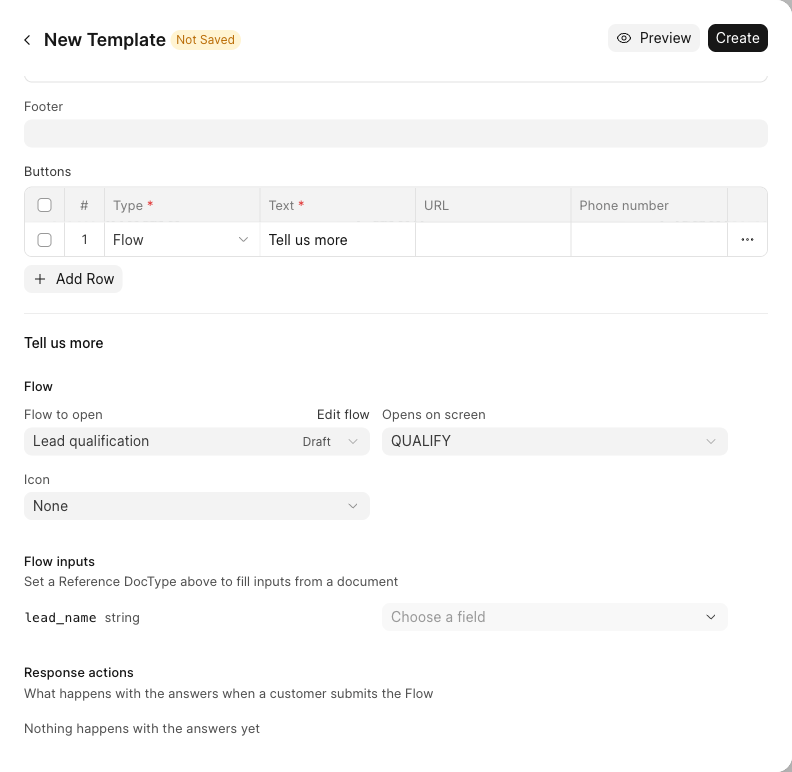 New Template Not Saved Preview Create
Footer
Buttons
# Type * Text * URL Phone number
1 Flow Tell us more ...
+ Add Row
Tell us more
Flow
Flow to open Edit flow Opens on screen
Lead qualification Draft QUALIFY
Icon
None
Flow inputs
Set a Reference DocType above to fill inputs from a document
lead_name string Choose a field
Response actions
What happens with the answers when a customer submits the Flow
Nothing happens with the answers yet